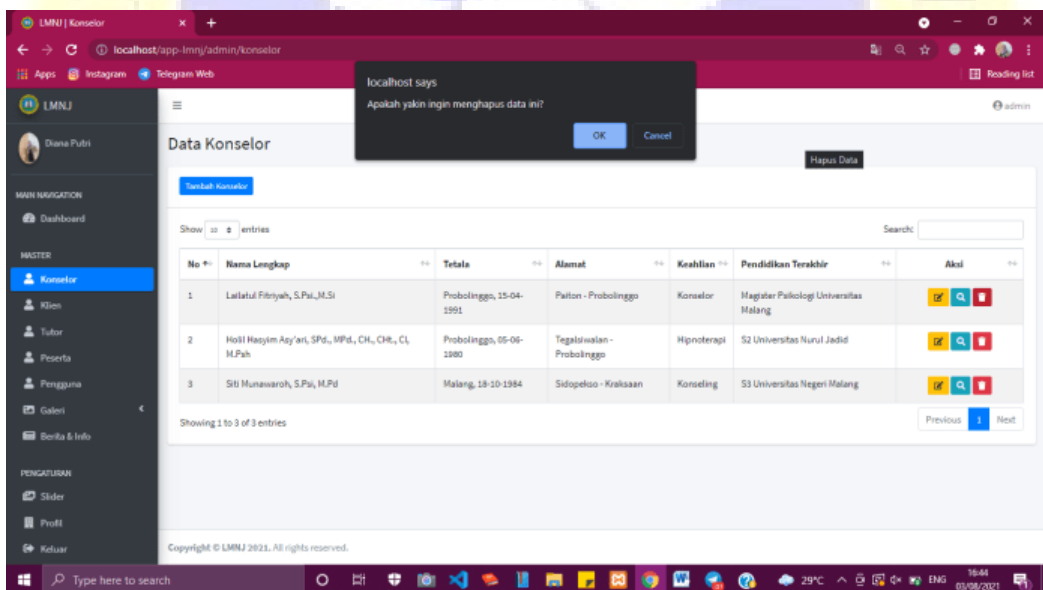 LMNJ | Konselor
localhost/app-lmnj/admin/konselor
Apps Instagram Telegram Web Reading list
localhost says
Apakah yakin ingin menghapus data ini?
OK Cancel
LMNJ admin
Diana Putri
Data Konselor
Hapus Data
Tambah Konselor
MAIN NAVIGATION
Dashboard
Show 10 entries Search:
MASTER
No Nama Lengkap Tetala Alamat Keahlian Pendidikan Terakhir Aksi
Konselor
Klien
Tutor
Peserta
Pengguna
Galeri
Berita & Info
1 Lailatul Fitriyah, S.Psi.,M.Si Probolinggo, 15-04-1991 Paiton - Probolinggo Konselor Magister Psikologi Universitas Malang
2 Holil Hasyim Asy'ari, SPd., MPd., CH., CHt., CI, M.Psh Probolinggo, 05-06-1980 Tegalsiwalan - Probolinggo Hipnoterapi S2 Universitas Nurul Jadid
3 Siti Munawaroh, S.Psi, M.Pd Malang, 18-10-1984 Sidopekso - Kraksaan Konseling S3 Universitas Negeri Malang
Showing 1 to 3 of 3 entries Previous 1 Next
PENGATURAN
Slider
Profil
Keluar
Copyright © LMNJ 2021. All rights reserved.
Type here to search 29°C ENG 16:44
03/08/2021